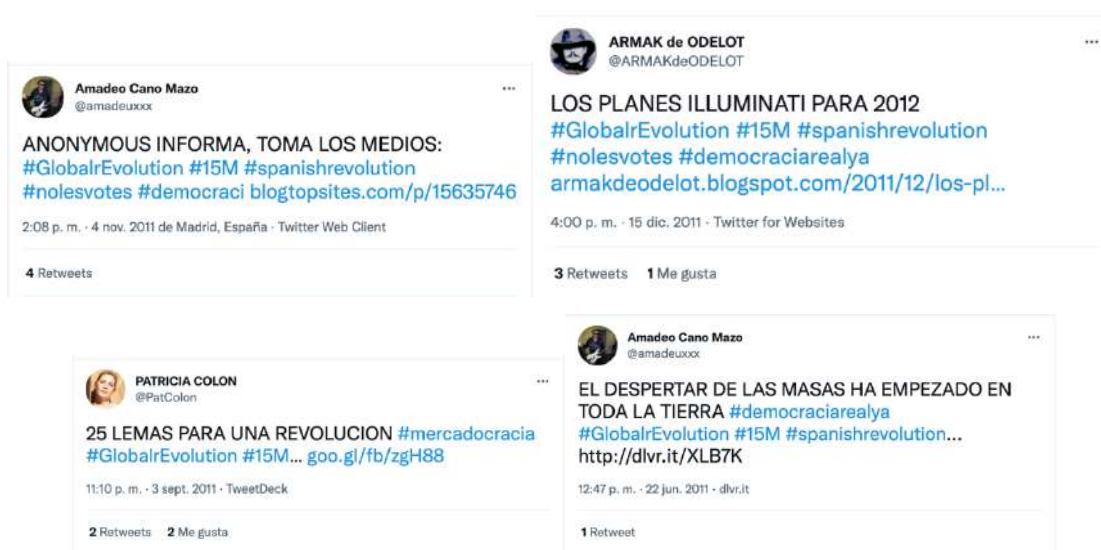 Amadeo Cano Mazo
@amadeuxxx
ANONYMOUS INFORMA, TOMA LOS MEDIOS:
#GlobalrEvolution #15M #spanishrevolution
#nolesvotes #democraci blogtopsites.com/p/15635746
2:08 p. m. · 4 nov. 2011 de Madrid, España · Twitter Web Client
4 Retweets
ARMAK de ODELOT
@ARMAKdeODELOT
LOS PLANES ILLUMINATI PARA 2012
#GlobalrEvolution #15M #spanishrevolution
#nolesvotes #democraciarealya
armakdeodelot.blogspot.com/2011/12/los-pl...
4:00 p. m. · 15 dic. 2011 · Twitter for Websites
3 Retweets 1 Me gusta
PATRICIA COLON
@PatColon
25 LEMAS PARA UNA REVOLUCION #mercadocracia
#GlobalrEvolution #15M... goo.gl/fb/zgH88
11:10 p. m. · 3 sept. 2011 · TweetDeck
2 Retweets 2 Me gusta
Amadeo Cano Mazo
@amadeuxxx
EL DESPERTAR DE LAS MASAS HA EMPEZADO EN
TODA LA TIERRA #democraciarealya
#GlobalrEvolution #15M #spanishrevolution...
http://dlvr.it/XLB7K
12:47 p. m. · 22 jun. 2011 · dlvr.it
1 Retweet